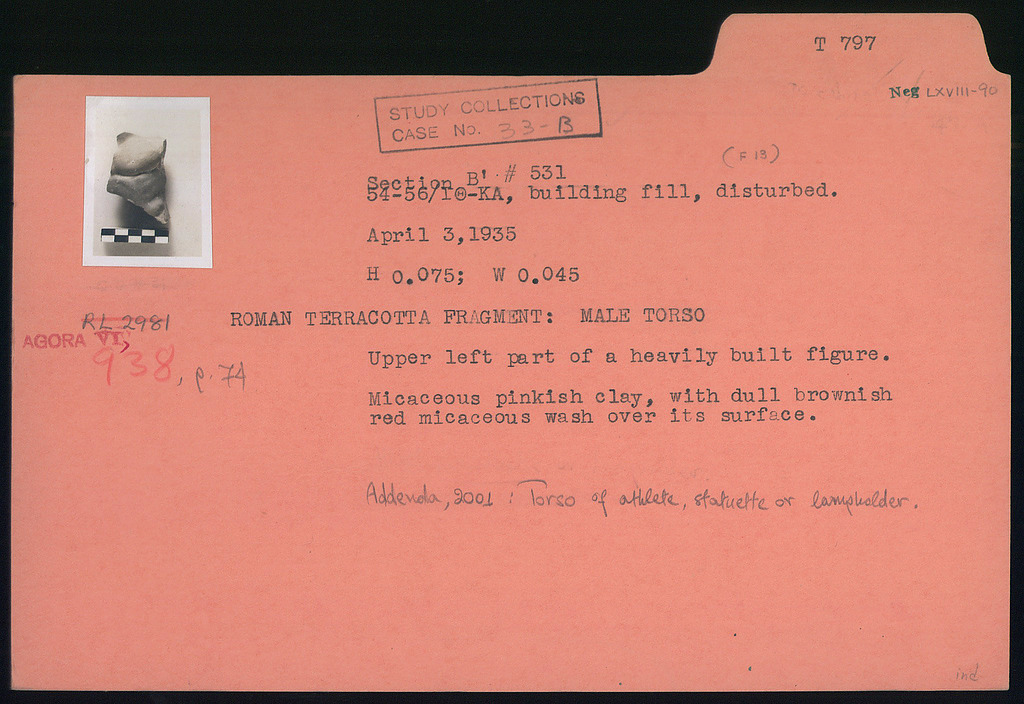 T 797
Neg LXVIII-90
STUDY COLLECTIONS
CASE No. 33-B
(F 13)
Section B' # 531
54-56/ΙΘ-ΚΑ, building fill, disturbed.
April 3,1935
H 0.075; W 0.045
RL 2981
AGORA VI,
938, p. 74
ROMAN TERRACOTTA FRAGMENT: MALE TORSO
Upper left part of a heavily built figure.
Micaceous pinkish clay, with dull brownish
red micaceous wash over its surface.
Addenda, 2001 : Torso of athlete, statuette or lampholder.
ind